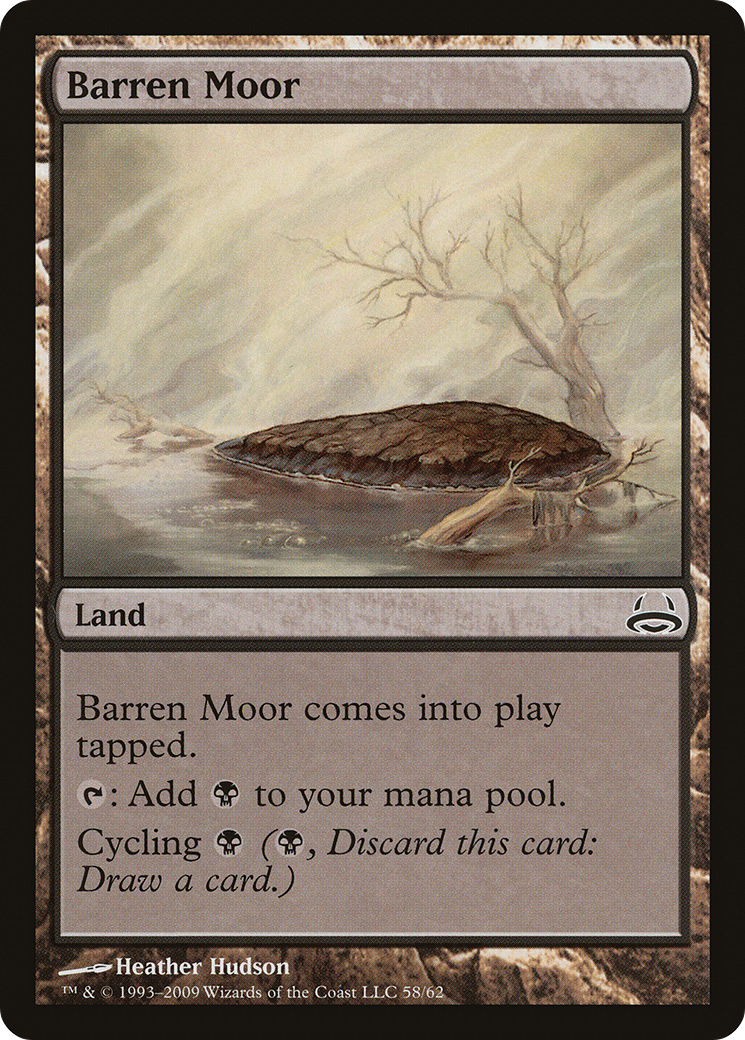 Barren Moor
Land
Barren Moor comes into play
tapped.
: Add to your mana pool.
Cycling (, Discard this card:
Draw a card.)
Heather Hudson
™ & © 1993–2009 Wizards of the Coast LLC 58/62